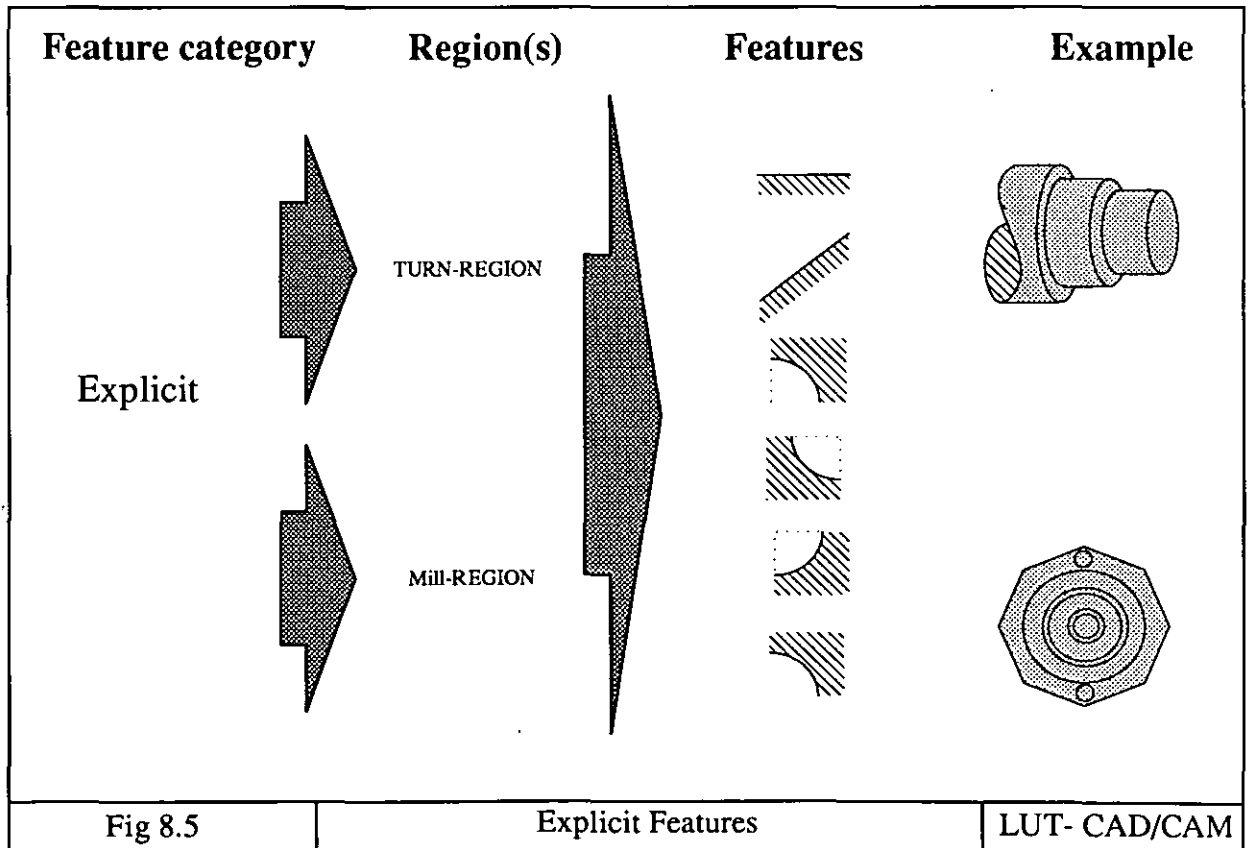 Feature category Region(s) Features Example
TURN-REGION
Explicit
Mill-REGION
Fig 8.5 Explicit Features LUT- CAD/CAM